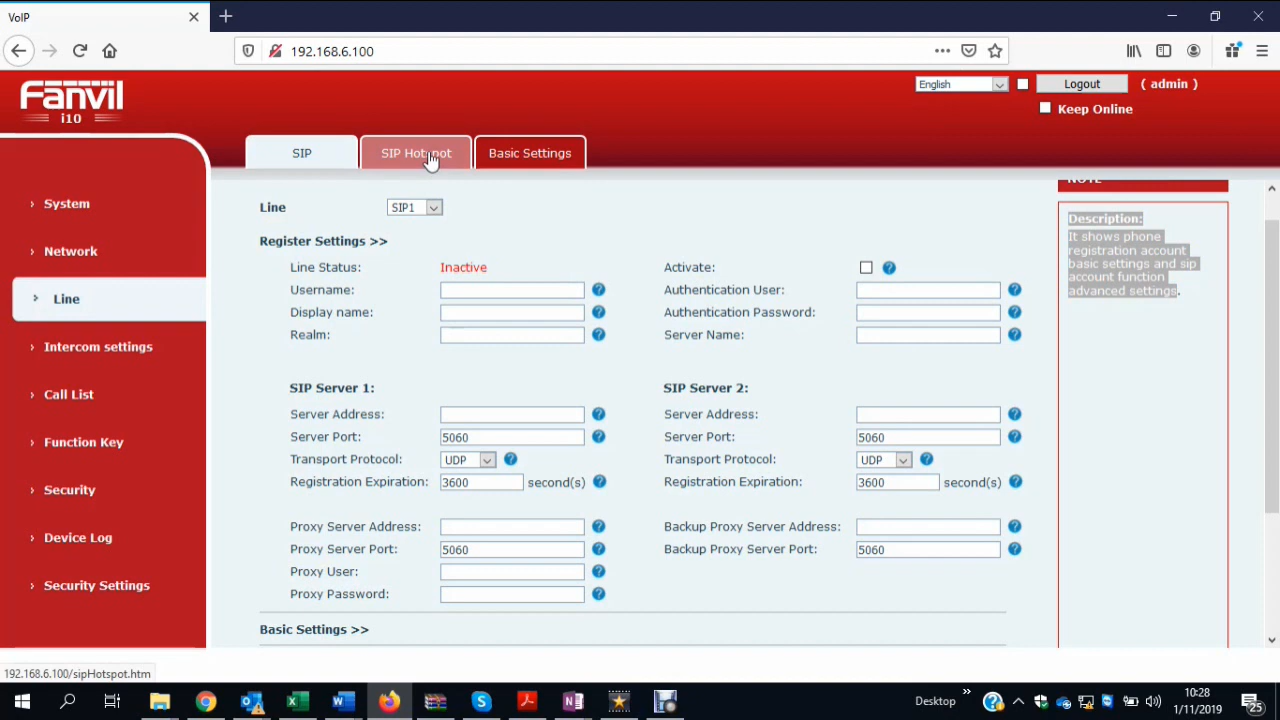 VoIP
192.168.6.100
Fanvil
i10
English
Logout
( admin )
Keep Online
SIP
SIP Hotspot
Basic Settings
System
Network
Line
Intercom settings
Call List
Function Key
Security
Device Log
Security Settings
Line
SIP1
Register Settings >>
Line Status:
Inactive
Activate:
Username:
Authentication User:
Display name:
Authentication Password:
Realm:
Server Name:
SIP Server 1:
SIP Server 2:
Server Address:
Server Address:
Server Port:
5060
Server Port:
5060
Transport Protocol:
UDP
Transport Protocol:
UDP
Registration Expiration:
3600
second(s)
Registration Expiration:
3600
second(s)
Proxy Server Address:
Backup Proxy Server Address:
Proxy Server Port:
5060
Backup Proxy Server Port:
5060
Proxy User:
Proxy Password:
Basic Settings >>
NOTE
Description:
It shows phone
registration account
basic settings and sip
account function
advanced settings.
192.168.6.100/sipHotspot.htm
Desktop
10:28
1/11/2019
25